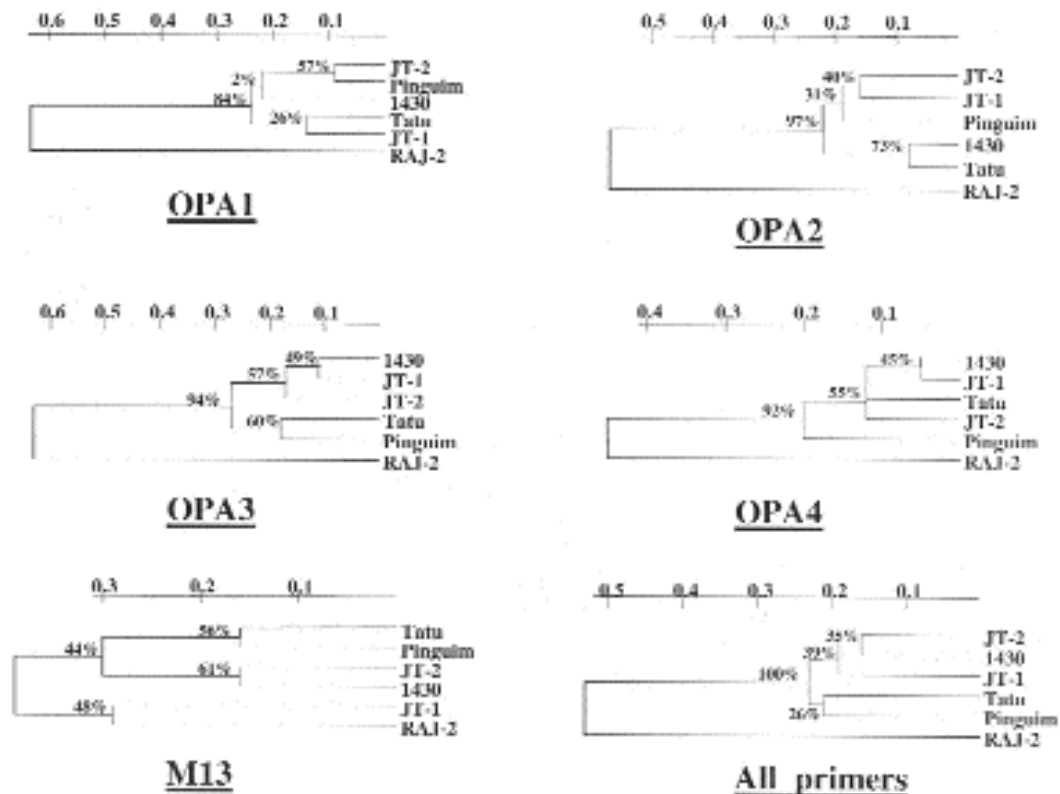 0.6 0.5 0.4 0.3 0.2 0.1
57% JT-2
2% Pinguim
84% 1430
26% Tatu
JT-1
RAJ-2
OPA1
0.5 0.4 0.3 0.2 0.1
40% JT-2
31% JT-1
97% Pinguim
73% 1430
Tatu
RAJ-2
OPA2
0.6 0.5 0.4 0.3 0.2 0.1
49% 1430
57% JT-1
94% JT-2
60% Tatu
Pinguim
RAJ-2
OPA3
0.4 0.3 0.2 0.1
45% 1430
JT-1
55% Tatu
92% JT-2
Pinguim
RAJ-2
OPA4
0.3 0.2 0.1
56% Tatu
44% Pinguim
61% JT-2
1430
48% JT-1
RAJ-2
M13
0.5 0.4 0.3 0.2 0.1
35% JT-2
1430
100% JT-1
Tatu
26% Pinguim
RAJ-2
All primers